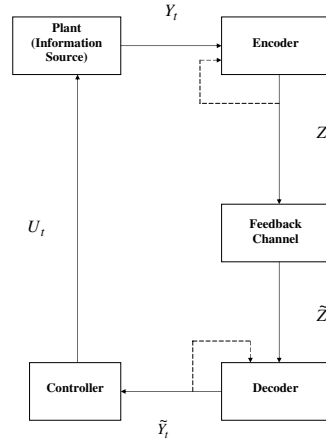 Y_t
Plant
(Information
Source)
Encoder
Z
U_t
Feedback
Channel
Z̃
Controller
Decoder
Ỹ_t